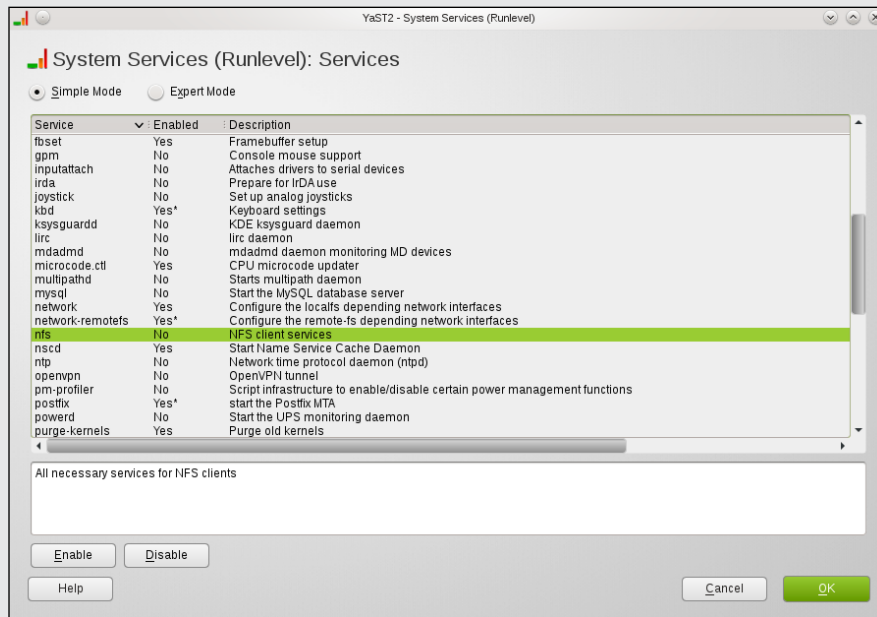 YaST2 - System Services (Runlevel)
System Services (Runlevel): Services
Simple Mode Expert Mode
Service Enabled Description
fbset Yes Framebuffer setup
gpm No Console mouse support
inputattach No Attaches drivers to serial devices
irda No Prepare for IrDA use
joystick No Set up analog joysticks
kbd Yes* Keyboard settings
ksysguardd No KDE ksysguard daemon
lirc No lirc daemon
mdadmd No mdadmd daemon monitoring MD devices
microcode.ctl Yes CPU microcode updater
multipathd No Starts multipath daemon
mysql No Start the MySQL database server
network Yes Configure the localfs depending network interfaces
network-remotefs Yes* Configure the remote-fs depending network interfaces
nfs No NFS client services
nscd Yes Start Name Service Cache Daemon
ntp No Network time protocol daemon (ntpd)
openvpn No OpenVPN tunnel
pm-profiler No Script infrastructure to enable/disable certain power management functions
postfix Yes* start the Postfix MTA
powerd No Start the UPS monitoring daemon
purge-kernels Yes Purge old kernels
All necessary services for NFS clients
Enable Disable
Help Cancel OK